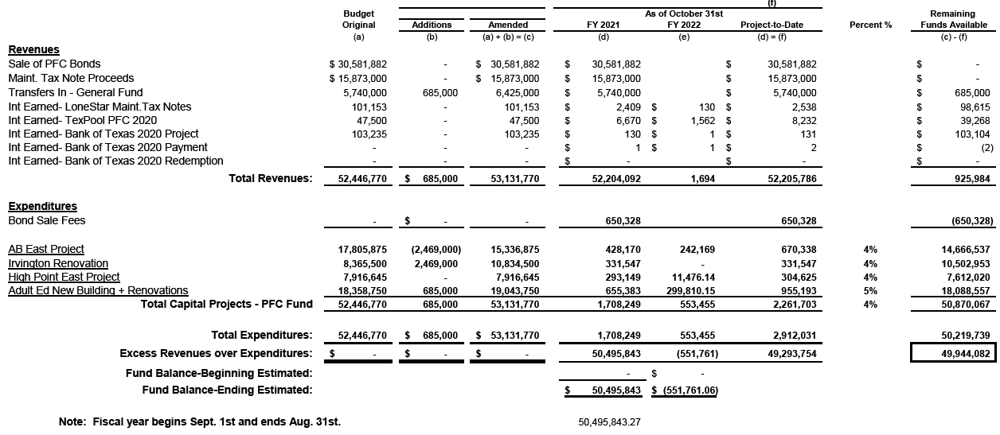 (f)
Budget As of October 31st Remaining
Original Additions Amended FY 2021 FY 2022 Project-to-Date Percent % Funds Available
(a) (b) (a) + (b) = (c) (d) (e) (d) = (f) (c) - (f)
Revenues
Sale of PFC Bonds $ 30,581,882 - $ 30,581,882 $ 30,581,882 $ 30,581,882 $ -
Maint. Tax Note Proceeds $ 15,873,000 - $ 15,873,000 $ 15,873,000 $ 15,873,000 $ -
Transfers In - General Fund 5,740,000 685,000 6,425,000 $ 5,740,000 $ 5,740,000 $ 685,000
Int Earned- LoneStar Maint.Tax Notes 101,153 - 101,153 $ 2,409 $ 130 $ 2,538 $ 98,615
Int Earned- TexPool PFC 2020 47,500 - 47,500 $ 6,670 $ 1,562 $ 8,232 $ 39,268
Int Earned- Bank of Texas 2020 Project 103,235 - 103,235 $ 130 $ 1 $ 131 $ 103,104
Int Earned- Bank of Texas 2020 Payment - - - $ 1 $ 1 $ 2 $ (2)
Int Earned- Bank of Texas 2020 Redemption - - - $ - $ - $ -
Total Revenues: 52,446,770 $ 685,000 53,131,770 52,204,092 1,694 52,205,786 925,984
Expenditures
Bond Sale Fees - $ - - 650,328 650,328 (650,328)
AB East Project 17,805,875 (2,469,000) 15,336,875 428,170 242,169 670,338 4% 14,666,537
Irvington Renovation 8,365,500 2,469,000 10,834,500 331,547 - 331,547 4% 10,502,953
High Point East Project 7,916,645 - 7,916,645 293,149 11,476.14 304,625 4% 7,612,020
Adult Ed New Building + Renovations 18,358,750 685,000 19,043,750 655,383 299,810.15 955,193 5% 18,088,557
Total Capital Projects - PFC Fund 52,446,770 685,000 53,131,770 1,708,249 553,455 2,261,703 4% 50,870,067
Total Expenditures: 52,446,770 $ 685,000 $ 53,131,770 1,708,249 553,455 2,912,031 50,219,739
Excess Revenues over Expenditures: $ - $ - $ - 50,495,843 (551,761) 49,293,754 49,944,082
Fund Balance-Beginning Estimated: - $ -
Fund Balance-Ending Estimated: $ 50,495,843 $ (551,761.06)
Note: Fiscal year begins Sept. 1st and ends Aug. 31st. 50,495,843.27